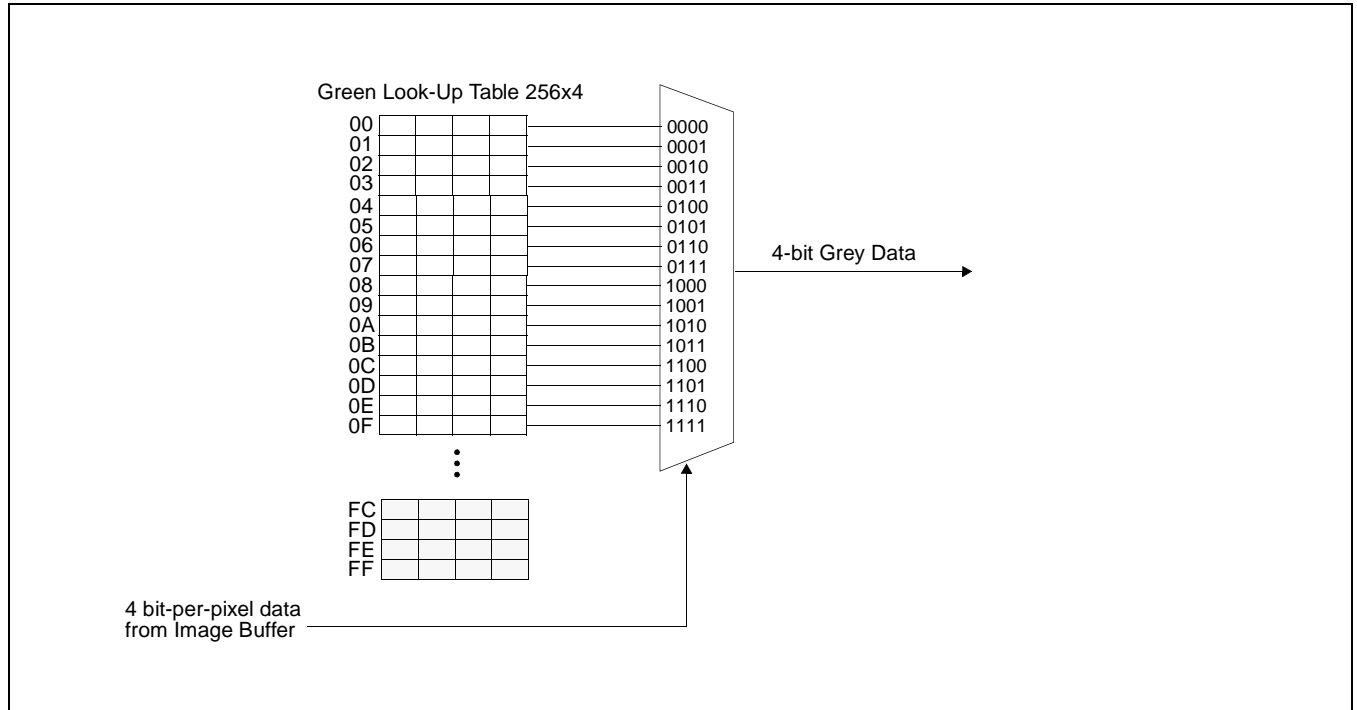 Green Look-Up Table 256x4
00 0000
01 0001
02 0010
03 0011
04 0100
05 0101
06 0110
07 0111
08 1000
09 1001
0A 1010
0B 1011
0C 1100
0D 1101
0E 1110
0F 1111
4-bit Grey Data
FC
FD
FE
FF
4 bit-per-pixel data
from Image Buffer